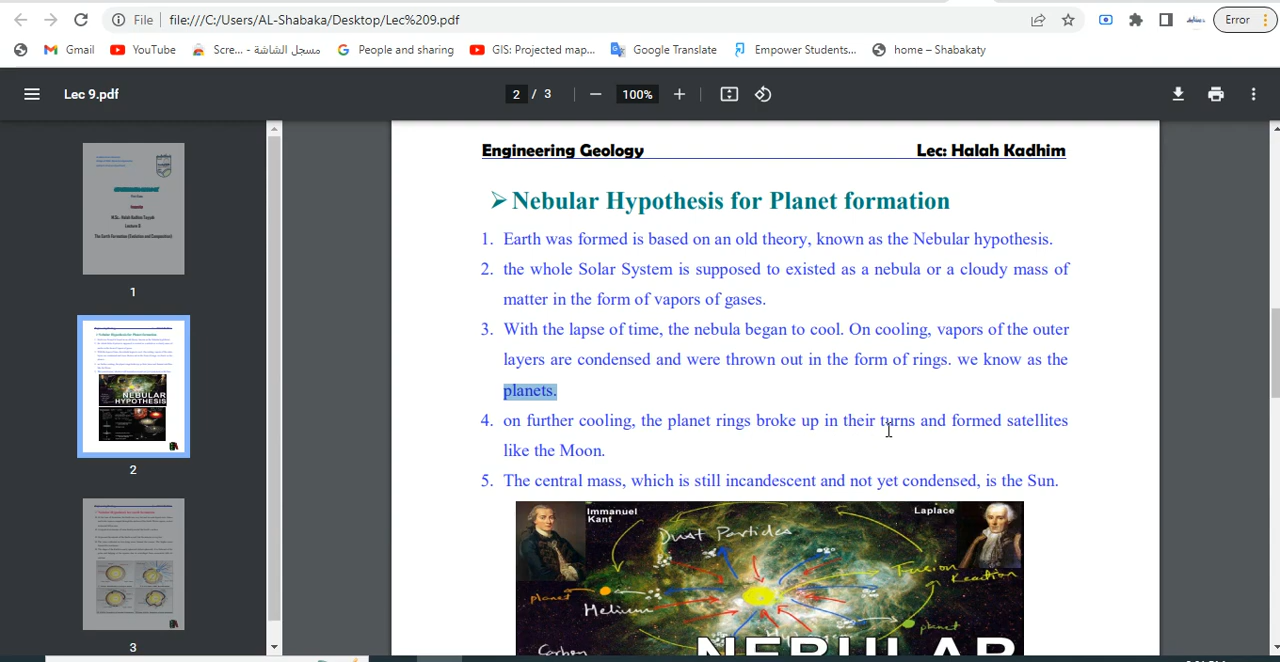 File
file:///C:/Users/AL-Shabaka/Desktop/Lec%209.pdf
Error
Gmail
YouTube
Scre... - مسجل الشاشة
People and sharing
GIS: Projected map...
Google Translate
Empower Students...
home – Shabakaty
Lec 9.pdf
2 / 3
100%
1
2
3
NEBULAR
HYPOTHESIS
Engineering Geology Lec: Halah Kadhim
Nebular Hypothesis for Planet formation
1. Earth was formed is based on an old theory, known as the Nebular hypothesis.
2. the whole Solar System is supposed to existed as a nebula or a cloudy mass of
matter in the form of vapors of gases.
3. With the lapse of time, the nebula began to cool. On cooling, vapors of the outer
layers are condensed and were thrown out in the form of rings. we know as the
planets.
4. on further cooling, the planet rings broke up in their turns and formed satellites
like the Moon.
5. The central mass, which is still incandescent and not yet condensed, is the Sun.
Immanuel
Kant
Laplace
Dust Particles
Fusion
Reaction
planet
Helium
planet
Carbon
NEBULAR